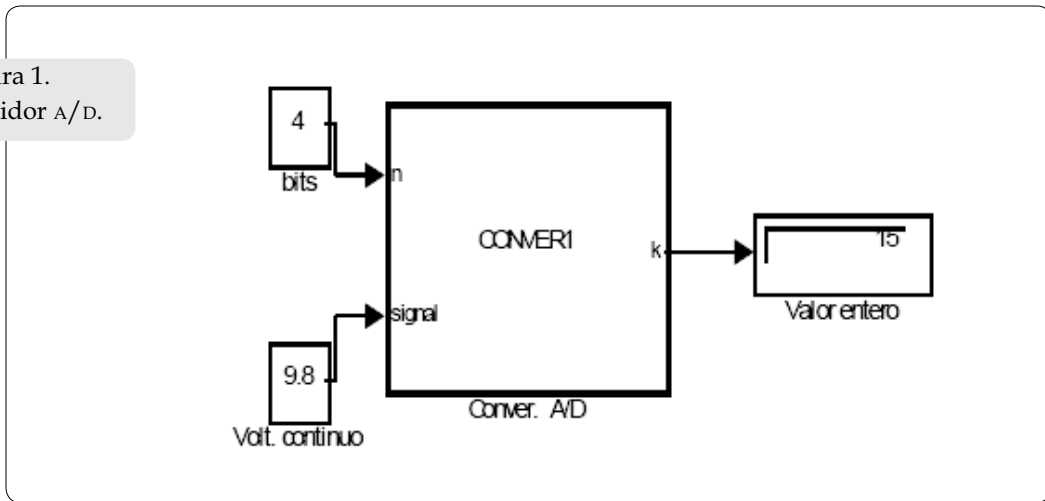 ra 1.
idor A/D.
4
bits
n
CONVER1
k
15
Valor entero
signal
9.8
Volt. continuo
Conver. A/D